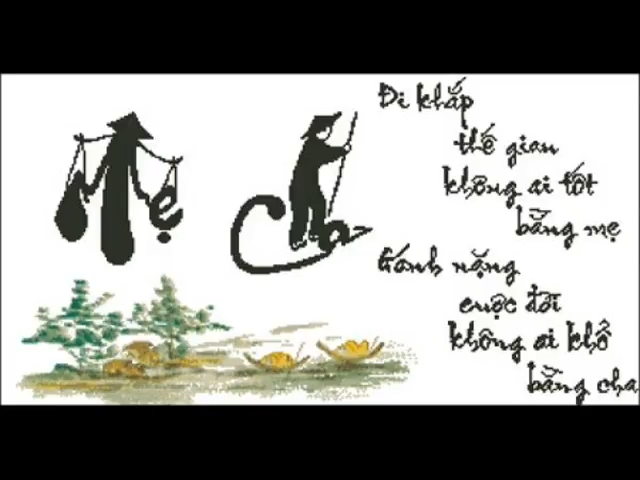 Mẹ Cha
Đi khắp
thế gian
không ai tốt
bằng mẹ
Gánh nặng
cuộc đời
không ai khổ
bằng cha